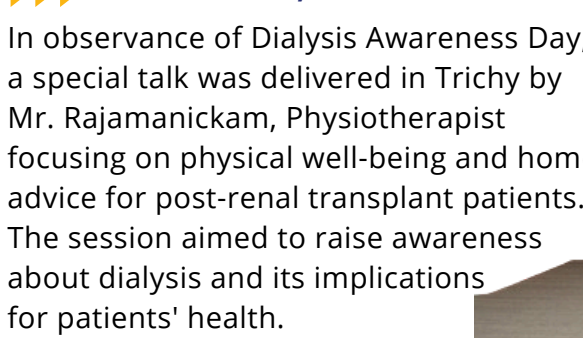 In observance of Dialysis Awareness Day,
a special talk was delivered in Trichy by
Mr. Rajamanickam, Physiotherapist
focusing on physical well-being and hom
advice for post-renal transplant patients.
The session aimed to raise awareness
about dialysis and its implications
for patients' health.